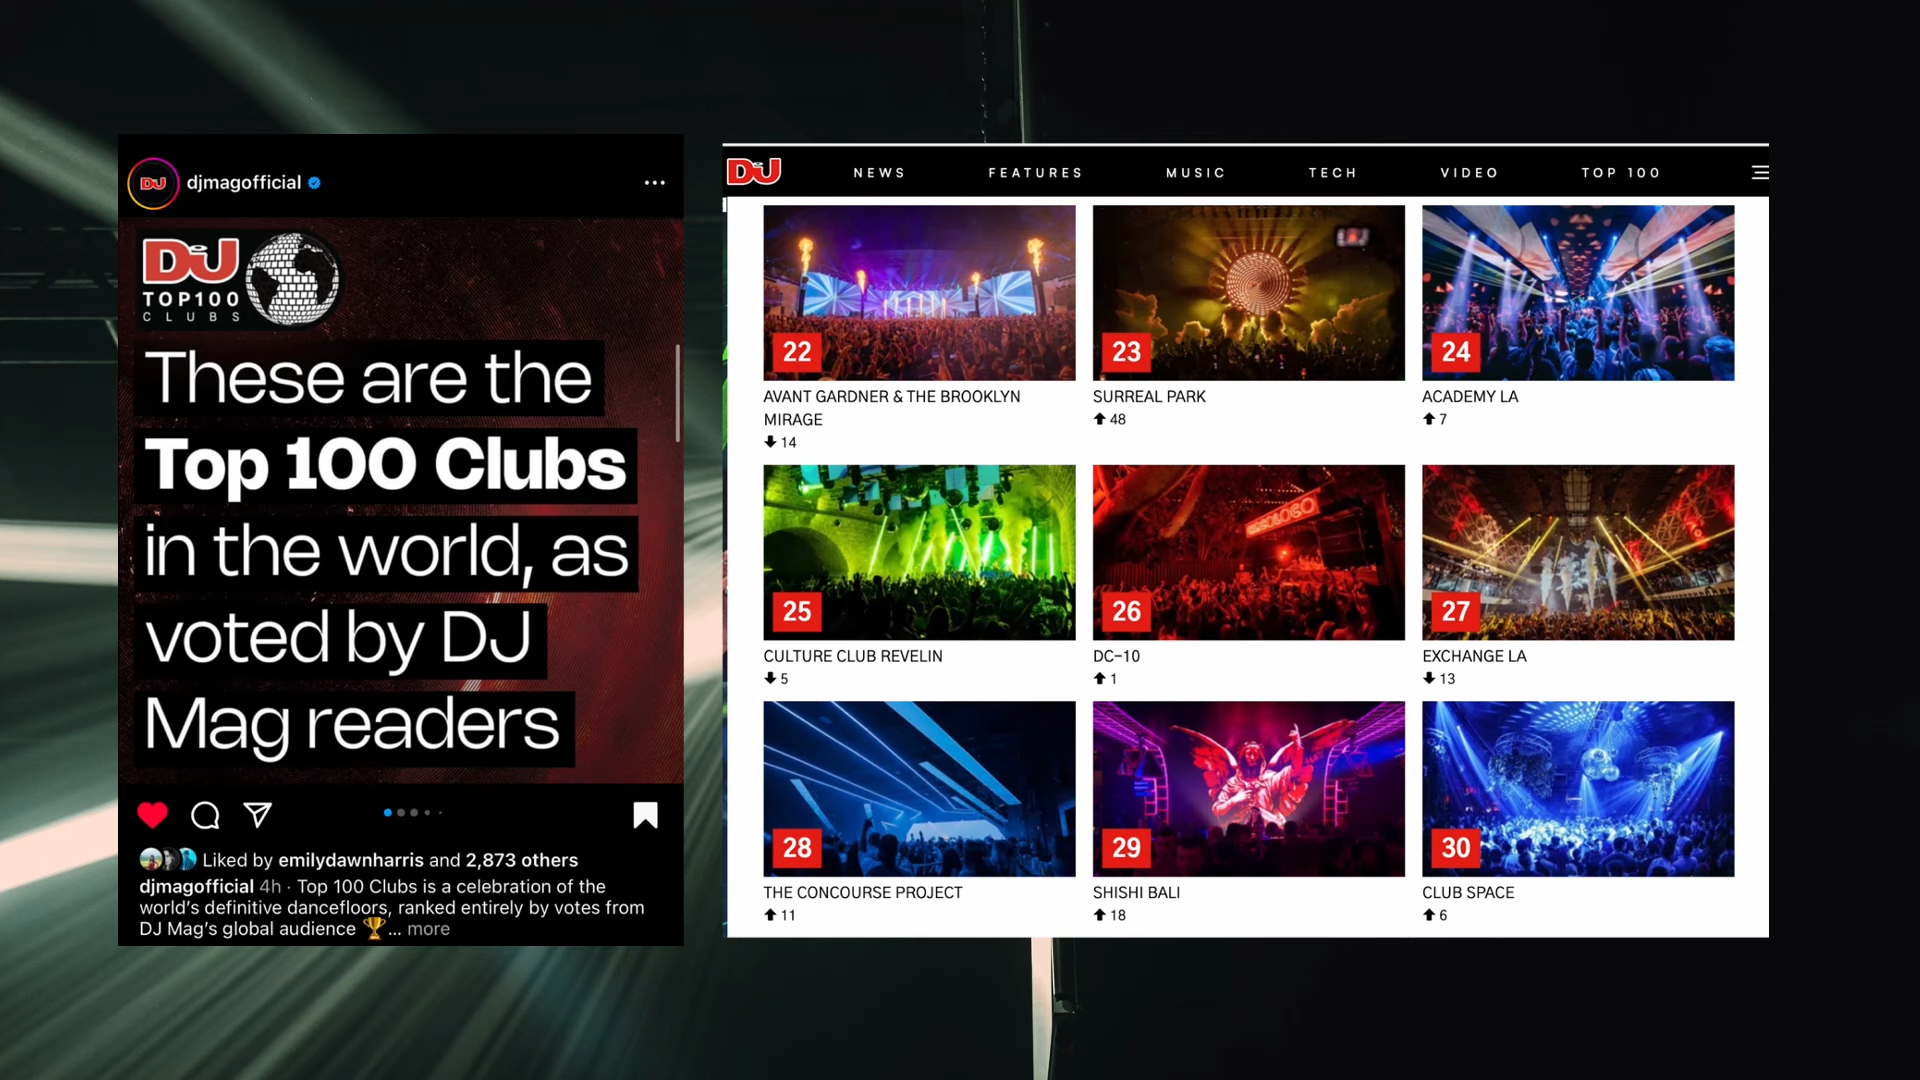 DJ
djmagofficial
DJ
TOP100
CLUBS
These are the
Top 100 Clubs
in the world, as
voted by DJ
Mag readers
Liked by emilydawnharris and 2,873 others
djmagofficial 4h · Top 100 Clubs is a celebration of the
world's definitive dancefloors, ranked entirely by votes from
DJ Mag's global audience 🏆... more
DJ NEWS FEATURES MUSIC TECH VIDEO TOP 100
22
AVANT GARDNER & THE BROOKLYN
MIRAGE
⬇ 14
23
SURREAL PARK
⬆ 48
24
ACADEMY LA
⬆ 7
25
CULTURE CLUB REVELIN
⬇ 5
26
DC-10
⬆ 1
27
EXCHANGE LA
⬇ 13
28
THE CONCOURSE PROJECT
⬆ 11
29
SHISHI BALI
⬆ 18
30
CLUB SPACE
⬆ 6